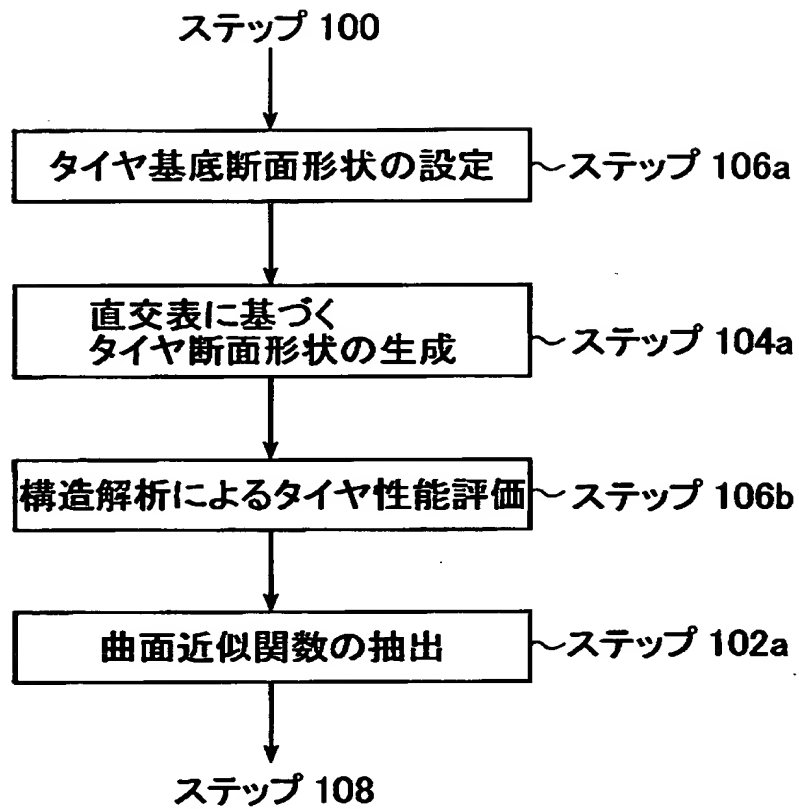 ステップ 100
タイヤ基底断面形状の設定 ～ステップ 106a
直交表に基づく
タイヤ断面形状の生成 ～ステップ 104a
構造解析によるタイヤ性能評価 ～ステップ 106b
曲面近似関数の抽出 ～ステップ 102a
ステップ 108